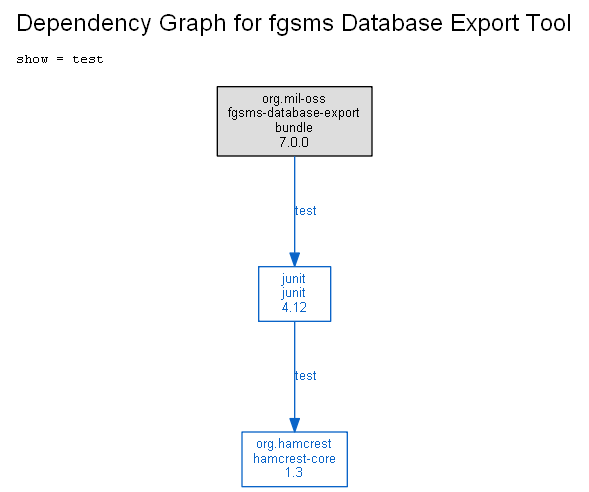 Dependency Graph for fgsms Database Export Tool
show = test
org.mil-oss
fgsms-database-export
bundle
7.0.0
test
junit
junit
4.12
test
org.hamcrest
hamcrest-core
1.3